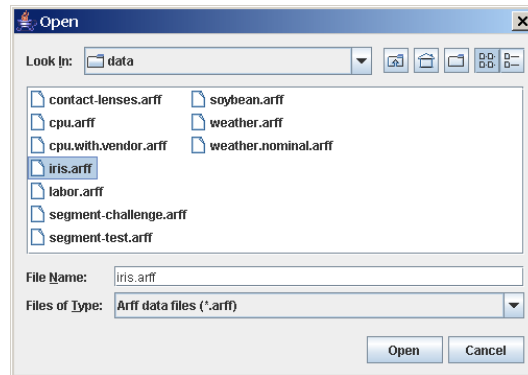 Open
Look In: data
contact-lenses.arff
cpu.arff
cpu.with.vendor.arff
iris.arff
labor.arff
segment-challenge.arff
segment-test.arff
soybean.arff
weather.arff
weather.nominal.arff
File Name: iris.arff
Files of Type: Arff data files (*.arff)
Open Cancel